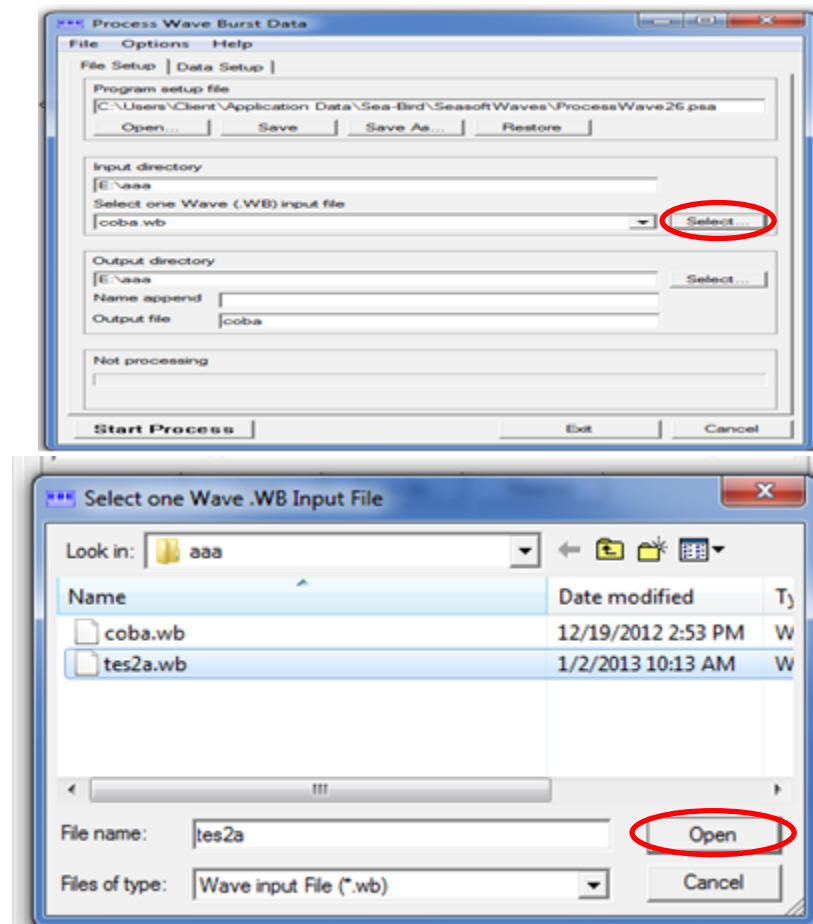 Process Wave Burst Data
File Options Help
File Setup Data Setup
Program setup file
C:\Users\Client\Application Data\Sea-Bird\SeasoftWaves\ProcessWave26.psa
Open... Save Save As... Restore
Input directory
E:\aaa
Select one Wave (.WB) input file
coba.wb Select...
Output directory
E:\aaa Select...
Name append
Output file coba
Not processing
Start Process Exit Cancel
Select one Wave .WB Input File
Look in: aaa
Name Date modified Ty
coba.wb 12/19/2012 2:53 PM W
tes2a.wb 1/2/2013 10:13 AM W
File name: tes2a Open
Files of type: Wave input File (*.wb) Cancel